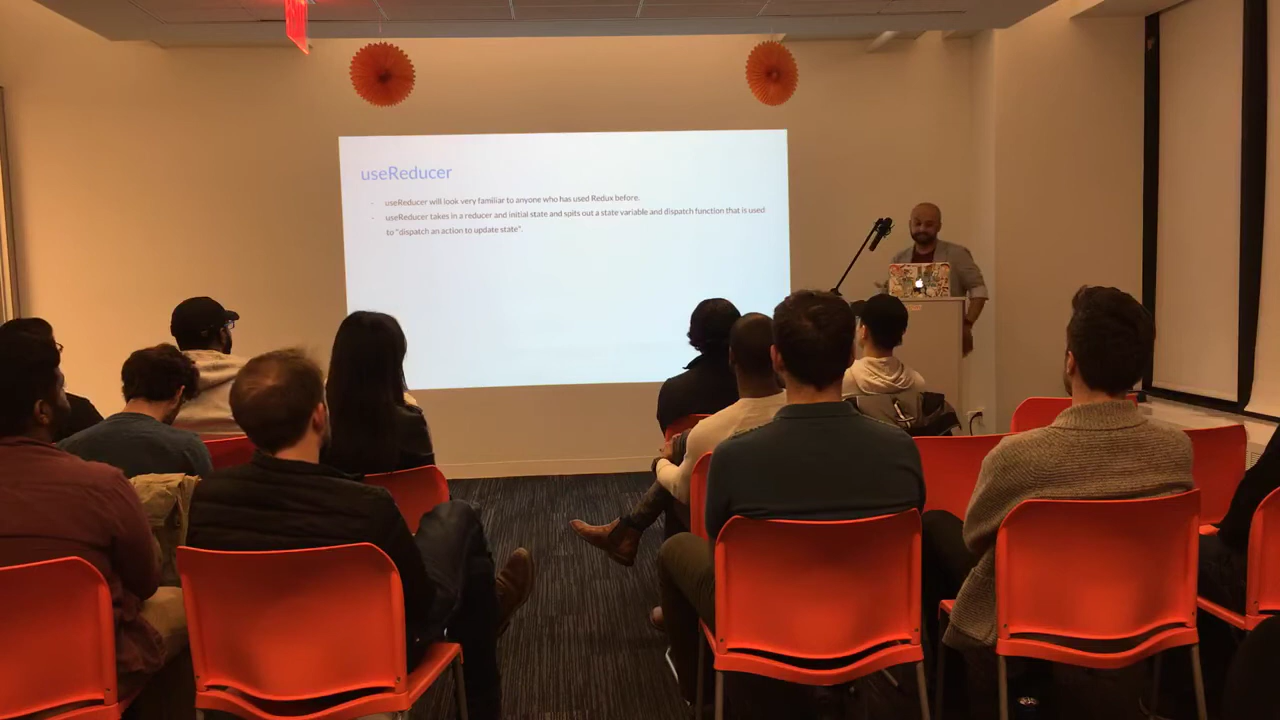 useReducer
- useReducer will look very familiar to anyone who has used Redux before.
- useReducer takes in a reducer and initial state and spits out a state variable and dispatch function that is used
to "dispatch an action to update state".